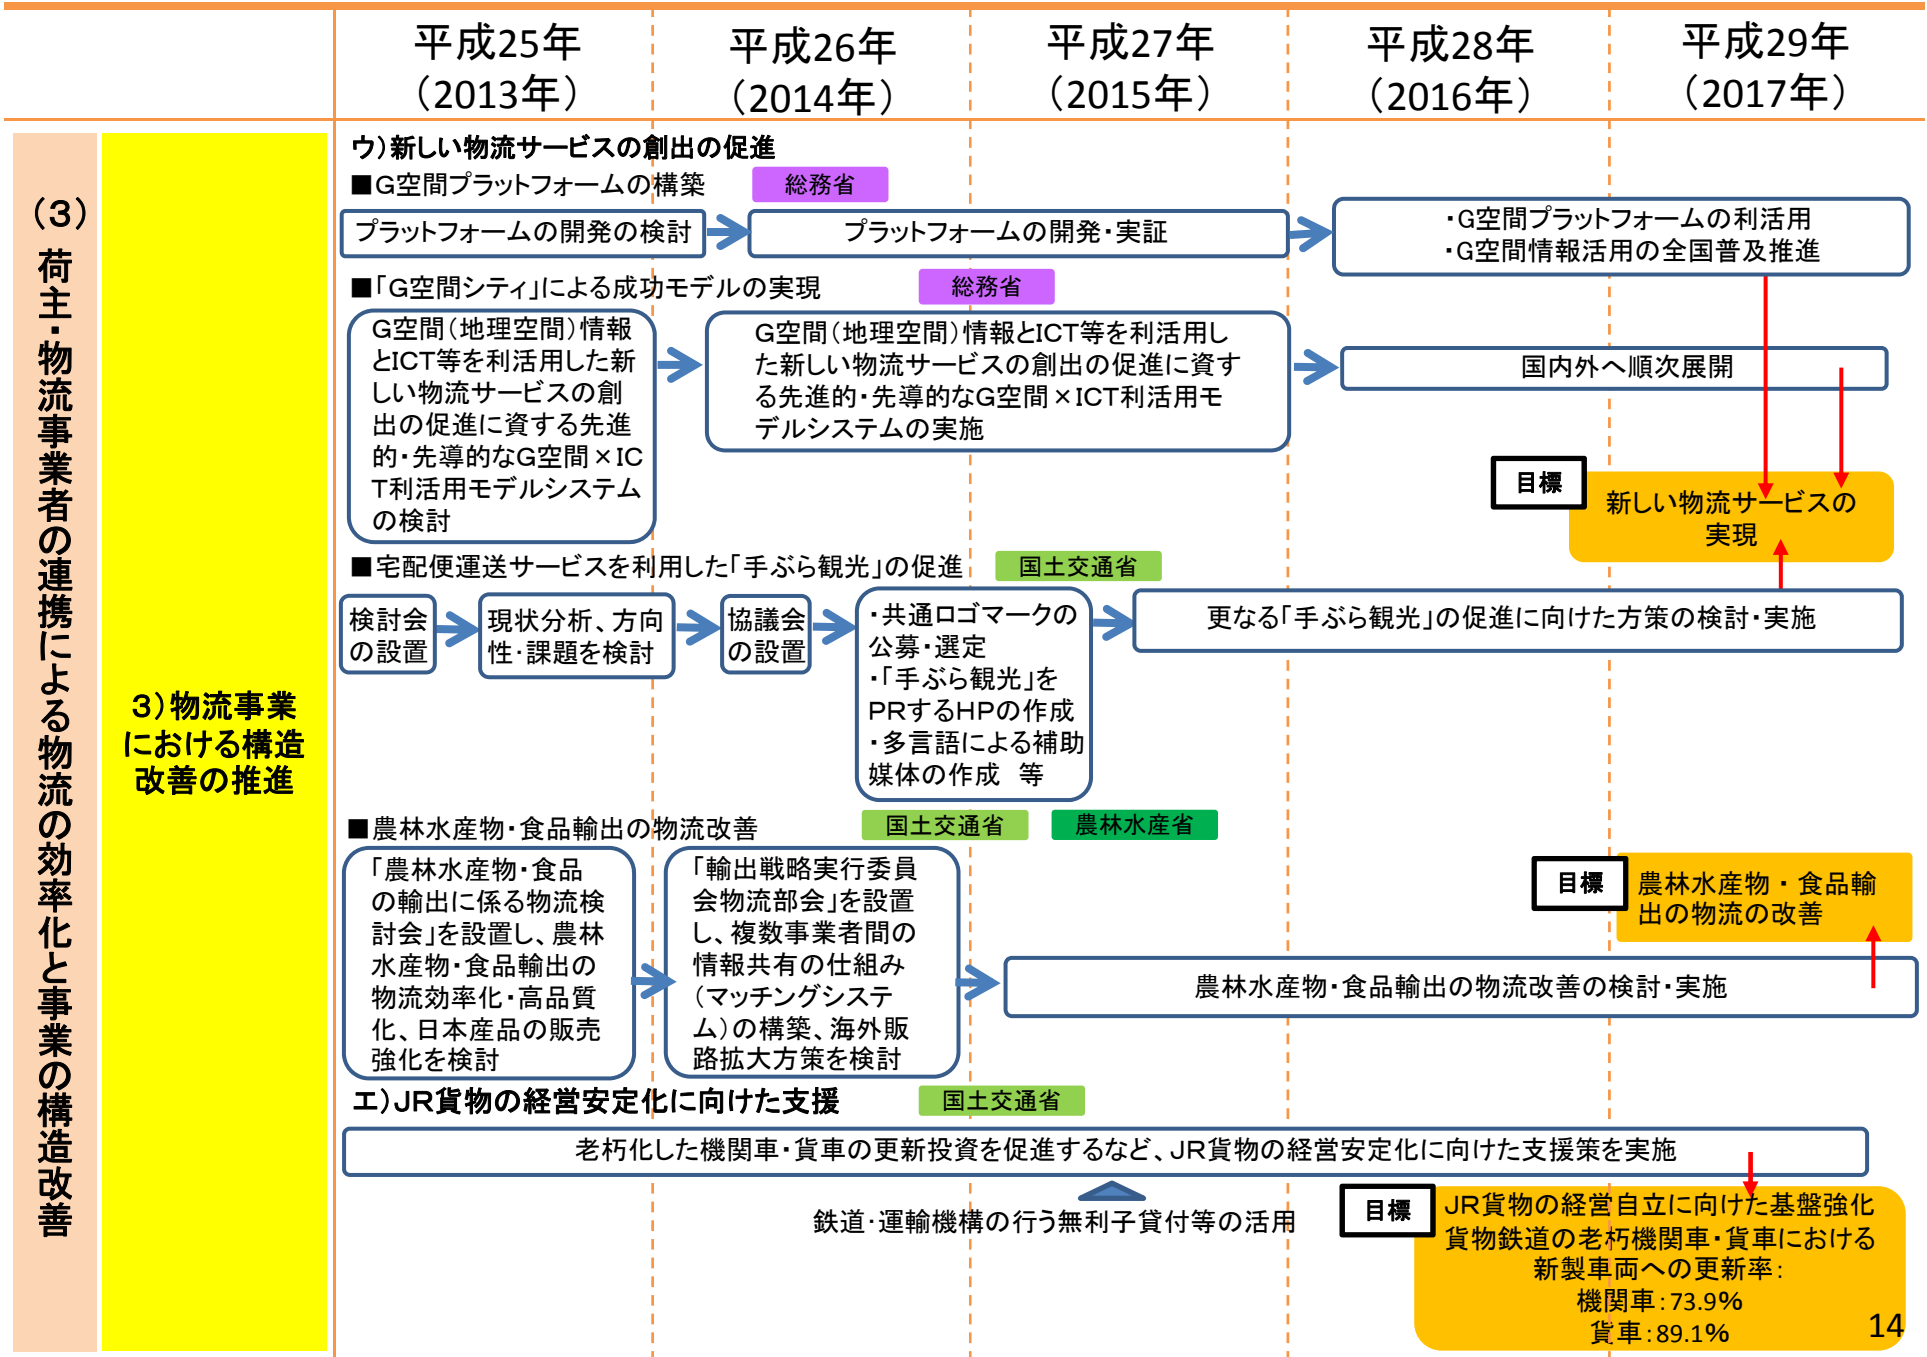 平成25年
(2013年)
平成26年
(2014年)
平成27年
(2015年)
平成28年
(2016年)
平成29年
(2017年)
(3)荷主・物流事業者の連携による物流の効率化と事業の構造改善
3)物流事業
における構造
改善の推進
ウ)新しい物流サービスの創出の促進
■G空間プラットフォームの構築
総務省
プラットフォームの開発の検討
プラットフォームの開発・実証
・G空間プラットフォームの利活用
・G空間情報活用の全国普及推進
■「G空間シティ」による成功モデルの実現
総務省
G空間(地理空間)情報
とICT等を利活用した新
しい物流サービスの創
出の促進に資する先進
的・先導的なG空間×IC
T利活用モデルシステム
の検討
G空間(地理空間)情報とICT等を利活用し
た新しい物流サービスの創出の促進に資す
る先進的・先導的なG空間×ICT利活用モ
デルシステムの実施
国内外へ順次展開
目標
新しい物流サービスの
実現
■宅配便運送サービスを利用した「手ぶら観光」の促進
国土交通省
検討会
の設置
現状分析、方向
性・課題を検討
協議会
の設置
・共通ロゴマークの
公募・選定
・「手ぶら観光」を
PRするHPの作成
・多言語による補助
媒体の作成 等
更なる「手ぶら観光」の促進に向けた方策の検討・実施
■農林水産物・食品輸出の物流改善
国土交通省
農林水産省
「農林水産物・食品
の輸出に係る物流検
討会」を設置し、農林
水産物・食品輸出の
物流効率化・高品質
化、日本産品の販売
強化を検討
「輸出戦略実行委員
会物流部会」を設置
し、複数事業者間の
情報共有の仕組み
(マッチングシステ
ム)の構築、海外販
路拡大方策を検討
農林水産物・食品輸出の物流改善の検討・実施
目標
農林水産物・食品輸
出の物流の改善
エ)JR貨物の経営安定化に向けた支援
国土交通省
老朽化した機関車・貨車の更新投資を促進するなど、JR貨物の経営安定化に向けた支援策を実施
鉄道・運輸機構の行う無利子貸付等の活用
目標
JR貨物の経営自立に向けた基盤強化
貨物鉄道の老朽機関車・貨車における
新製車両への更新率:
機関車:73.9%
貨車:89.1%
14